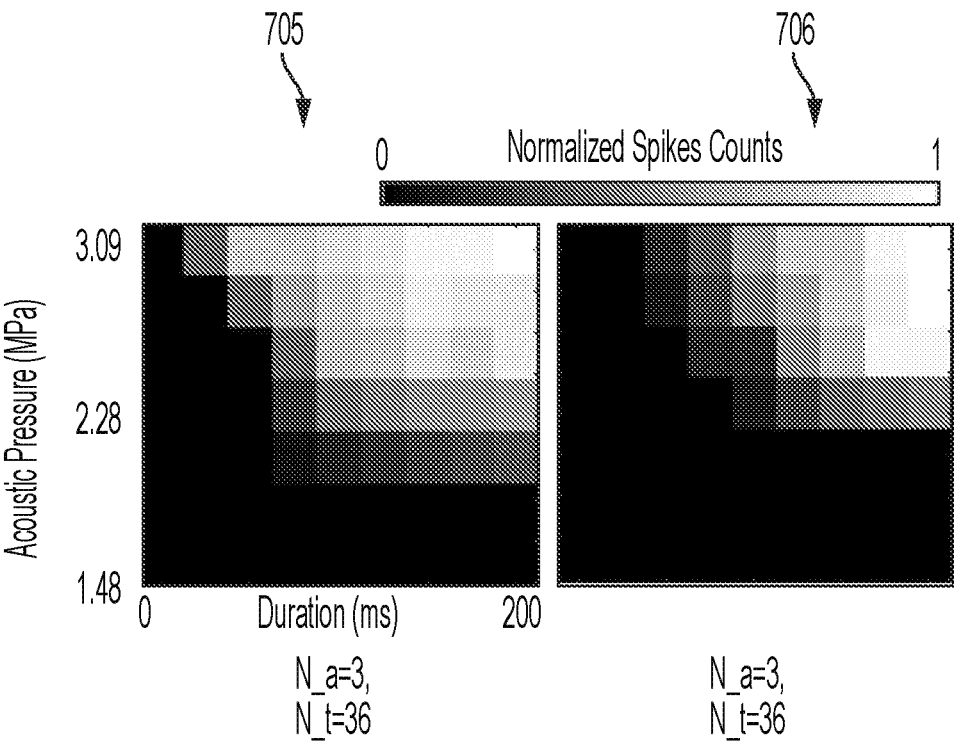 705
706
0 Normalized Spikes Counts 1
Acoustic Pressure (MPa)
3.09
2.28
1.48
0 Duration (ms) 200
N_a=3,
N_t=36
N_a=3,
N_t=36